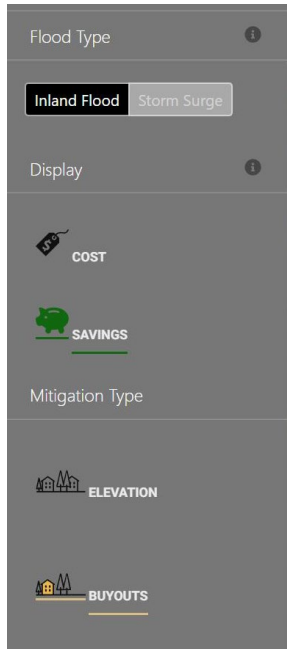 Flood Type
Inland Flood Storm Surge
Display
$
COST
SAVINGS
Mitigation Type
ELEVATION
BUYOUTS